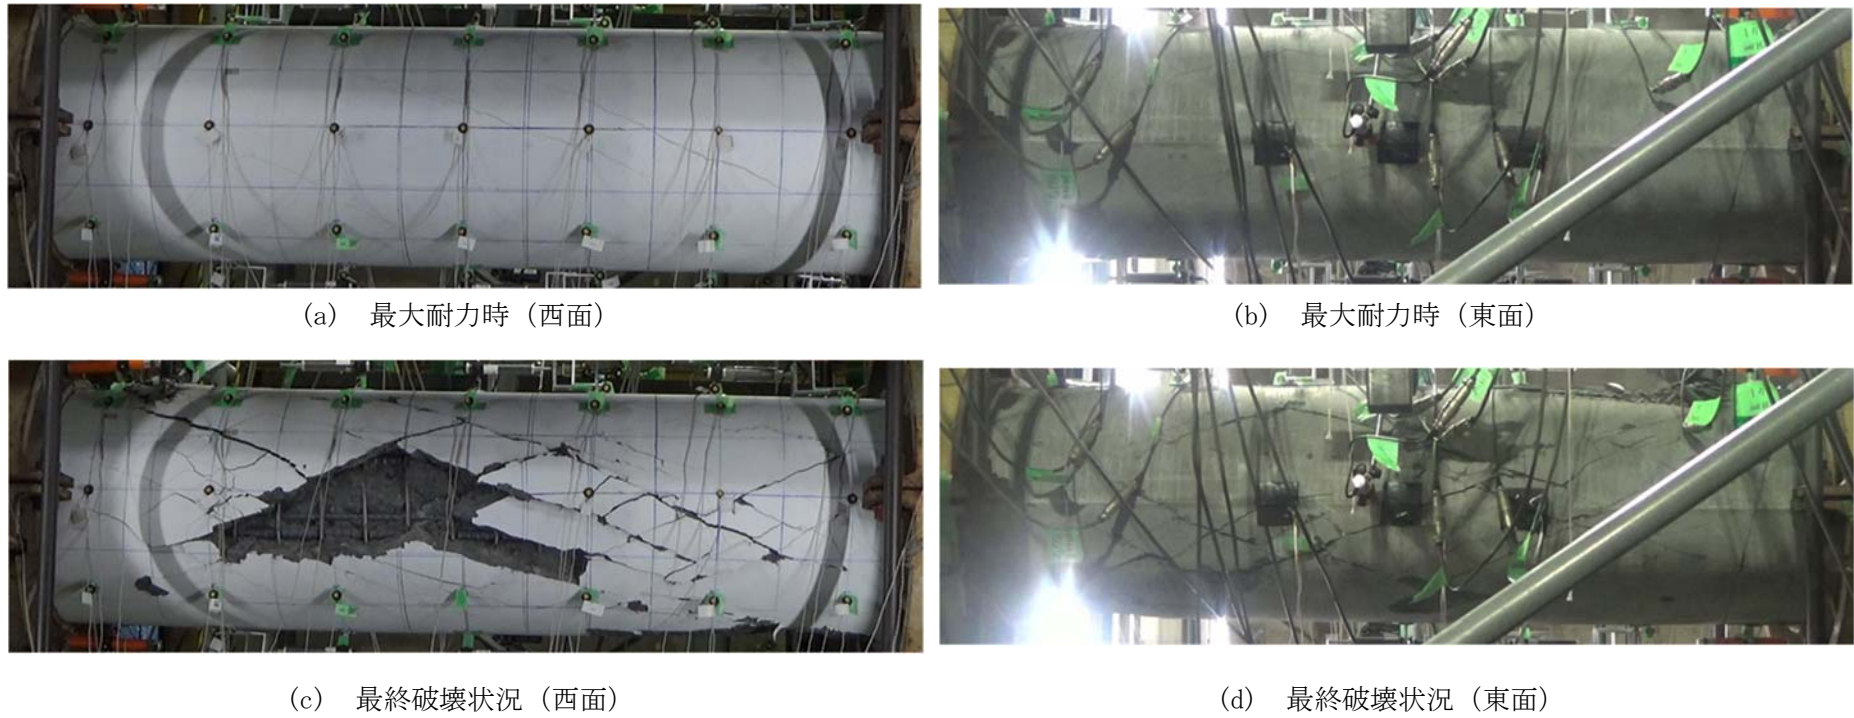 (a) 最大耐力時（西面）
(b) 最大耐力時（東面）
(c) 最終破壊状況（西面）
(d) 最終破壊状況（東面）